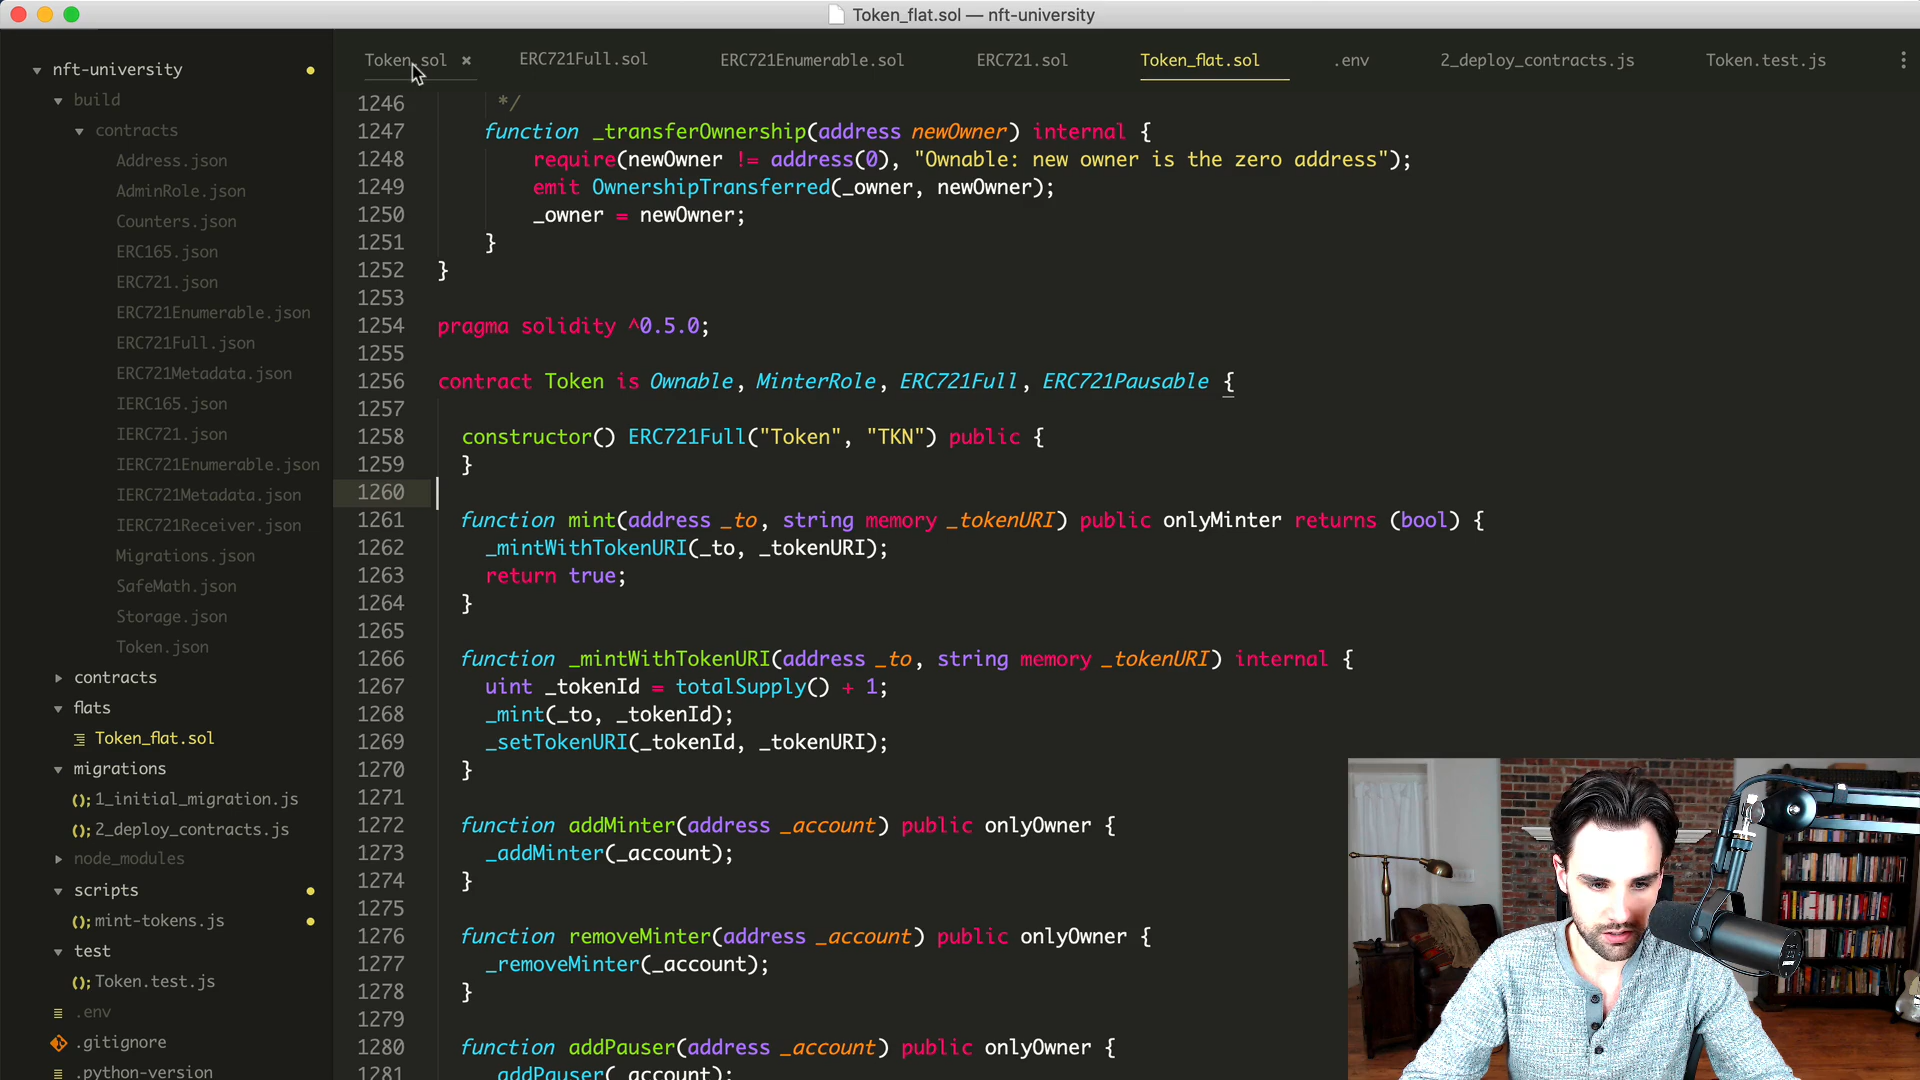 Token_flat.sol — nft-university
Token.sol × ERC721Full.sol ERC721Enumerable.sol ERC721.sol Token_flat.sol .env 2_deploy_contracts.js Token.test.js
nft-university
build
contracts
Address.json
AdminRole.json
Counters.json
ERC165.json
ERC721.json
ERC721Enumerable.json
ERC721Full.json
ERC721Metadata.json
IERC165.json
IERC721.json
IERC721Enumerable.json
IERC721Metadata.json
IERC721Receiver.json
Migrations.json
SafeMath.json
Storage.json
Token.json
contracts
flats
Token_flat.sol
migrations
1_initial_migration.js
2_deploy_contracts.js
node_modules
scripts
mint-tokens.js
test
Token.test.js
.env
.gitignore
.python-version
1246 */
1247 function _transferOwnership(address newOwner) internal {
1248 require(newOwner != address(0), "Ownable: new owner is the zero address");
1249 emit OwnershipTransferred(_owner, newOwner);
1250 _owner = newOwner;
1251 }
1252 }
1253
1254 pragma solidity ^0.5.0;
1255
1256 contract Token is Ownable, MinterRole, ERC721Full, ERC721Pausable {
1257
1258 constructor() ERC721Full("Token", "TKN") public {
1259 }
1260
1261 function mint(address _to, string memory _tokenURI) public onlyMinter returns (bool) {
1262 _mintWithTokenURI(_to, _tokenURI);
1263 return true;
1264 }
1265
1266 function _mintWithTokenURI(address _to, string memory _tokenURI) internal {
1267 uint _tokenId = totalSupply() + 1;
1268 _mint(_to, _tokenId);
1269 _setTokenURI(_tokenId, _tokenURI);
1270 }
1271
1272 function addMinter(address _account) public onlyOwner {
1273 _addMinter(_account);
1274 }
1275
1276 function removeMinter(address _account) public onlyOwner {
1277 _removeMinter(_account);
1278 }
1279
1280 function addPauser(address _account) public onlyOwner {
1281 _addPauser(_account);